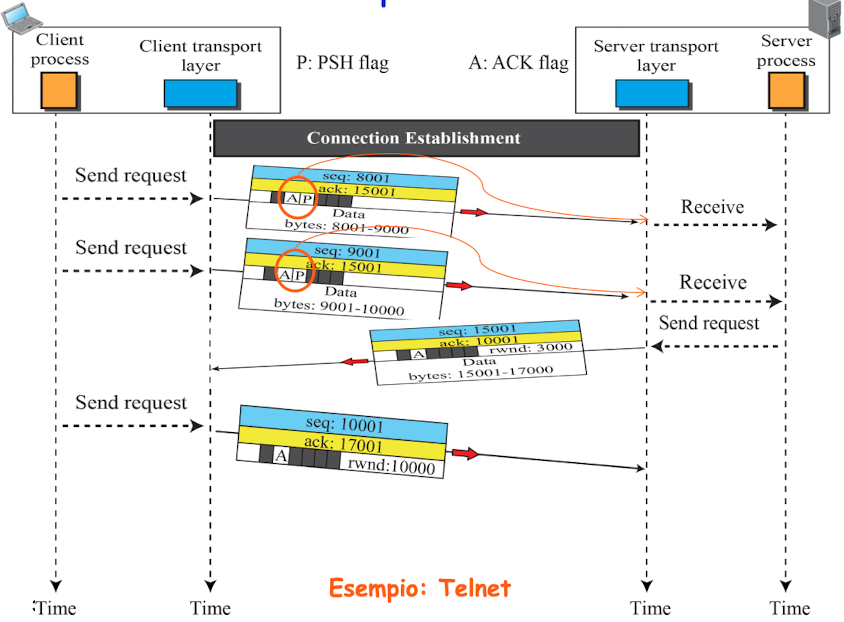 Client
process
Client transport
layer
P: PSH flag
A: ACK flag
Server transport
layer
Server
process
Connection Establishment
Send request
seq: 8001
ack: 15001
A P
Data
bytes: 8001-9000
Receive
Send request
seq: 9001
ack: 15001
A P
Data
bytes: 9001-10000
Receive
Send request
seq: 15001
ack: 10001
A
rwnd: 3000
Data
bytes: 15001-17000
Send request
seq: 10001
ack: 17001
A
rwnd:10000
Esempio: Telnet
Time
Time
Time
Time